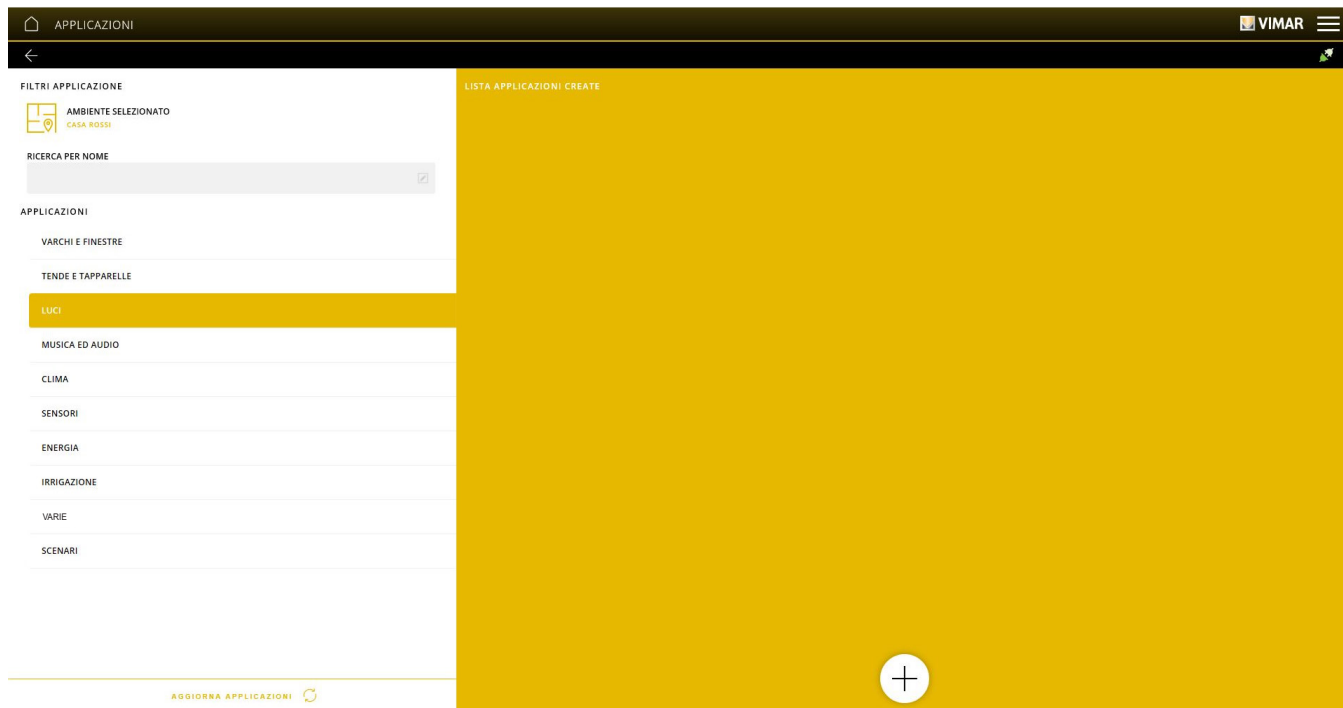 APPLICAZIONI
VIMAR
FILTRI APPLICAZIONE
LISTA APPLICAZIONI CREATE
AMBIENTE SELEZIONATO
CASA ROSSI
RICERCA PER NOME
APPLICAZIONI
VARCHI E FINESTRE
TENDE E TAPPARELLE
LUCI
MUSICA ED AUDIO
CLIMA
SENSORI
ENERGIA
IRRIGAZIONE
VARIE
SCENARI
AGGIORNA APPLICAZIONI